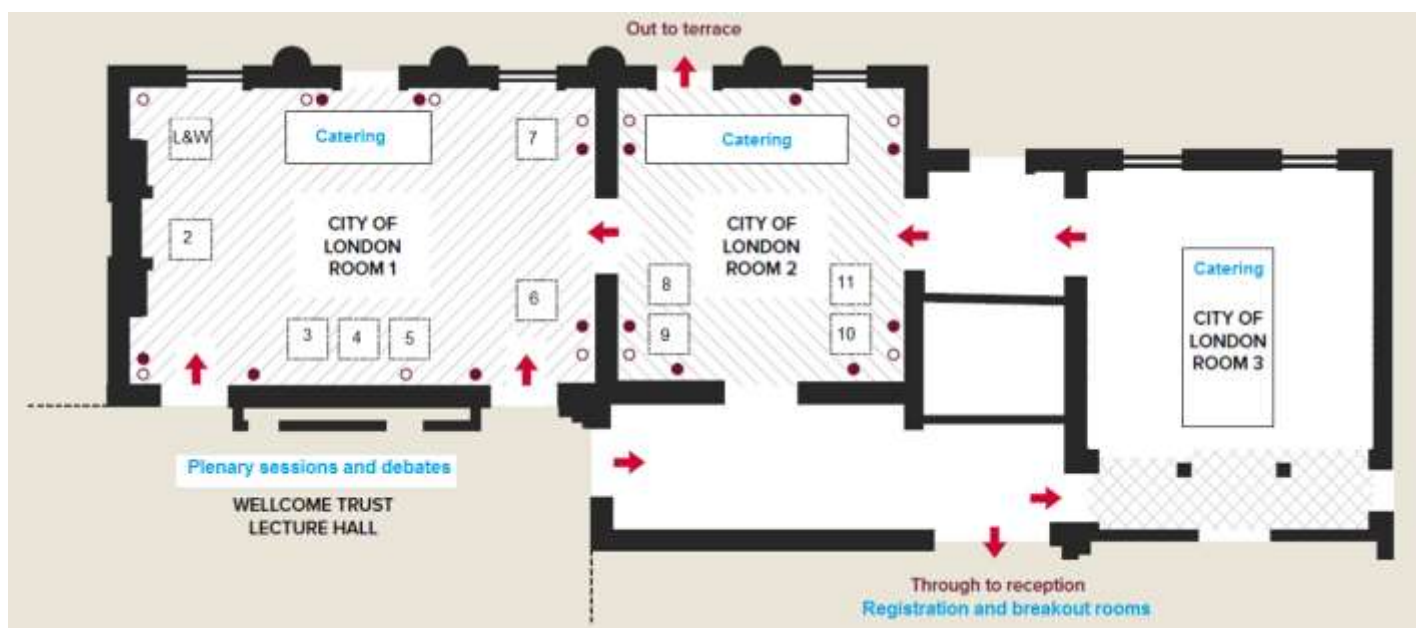 Out to terrace
L&W
Catering
7
Catering
2
CITY OF
LONDON
ROOM 1
CITY OF
LONDON
ROOM 2
8
11
6
3
4
5
9
10
Catering
CITY OF
LONDON
ROOM 3
Plenary sessions and debates
WELLCOME TRUST
LECTURE HALL
Through to reception
Registration and breakout rooms